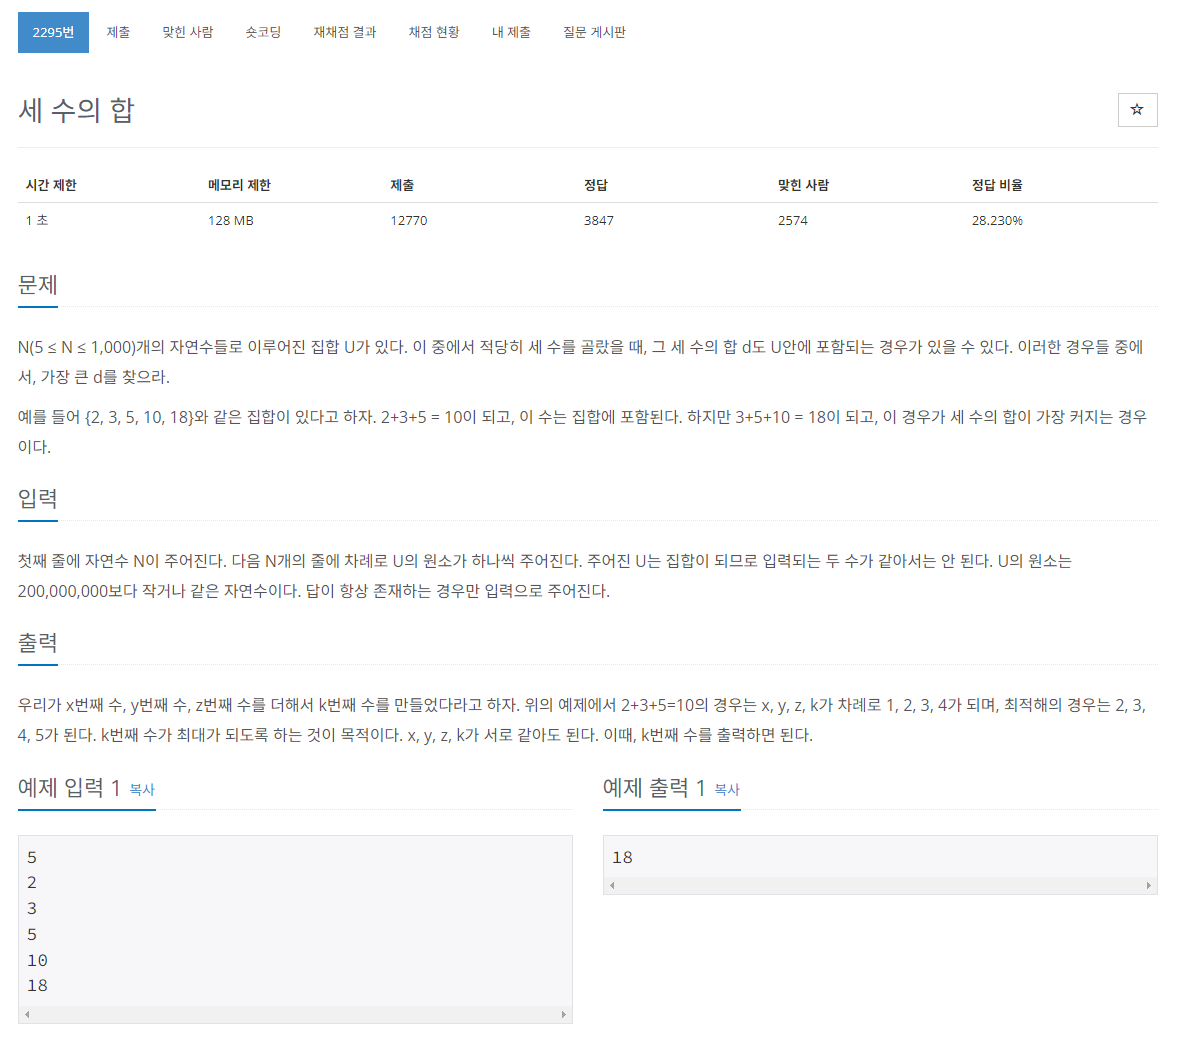 2295번 제출 맞힌 사람 숏코딩 재채점 결과 채점 현황 내 제출 질문 게시판
세 수의 합
시간 제한 메모리 제한 제출 정답 맞힌 사람 정답 비율
1 초 128 MB 12770 3847 2574 28.230%
문제
N(5 ≤ N ≤ 1,000)개의 자연수들로 이루어진 집합 U가 있다. 이 중에서 적당히 세 수를 골랐을 때, 그 세 수의 합 d도 U안에 포함되는 경우가 있을 수 있다. 이러한 경우들 중에
서, 가장 큰 d를 찾으라.
예를 들어 {2, 3, 5, 10, 18}와 같은 집합이 있다고 하자. 2+3+5 = 10이 되고, 이 수는 집합에 포함된다. 하지만 3+5+10 = 18이 되고, 이 경우가 세 수의 합이 가장 커지는 경우
이다.
입력
첫째 줄에 자연수 N이 주어진다. 다음 N개의 줄에 차례로 U의 원소가 하나씩 주어진다. 주어진 U는 집합이 되므로 입력되는 두 수가 같아서는 안 된다. U의 원소는
200,000,000보다 작거나 같은 자연수이다. 답이 항상 존재하는 경우만 입력으로 주어진다.
출력
우리가 x번째 수, y번째 수, z번째 수를 더해서 k번째 수를 만들었다라고 하자. 위의 예제에서 2+3+5=10의 경우는 x, y, z, k가 차례로 1, 2, 3, 4가 되며, 최적해의 경우는 2, 3,
4, 5가 된다. k번째 수가 최대가 되도록 하는 것이 목적이다. x, y, z, k가 서로 같아도 된다. 이때, k번째 수를 출력하면 된다.
예제 입력 1 복사
5
2
3
5
10
18
예제 출력 1 복사
18